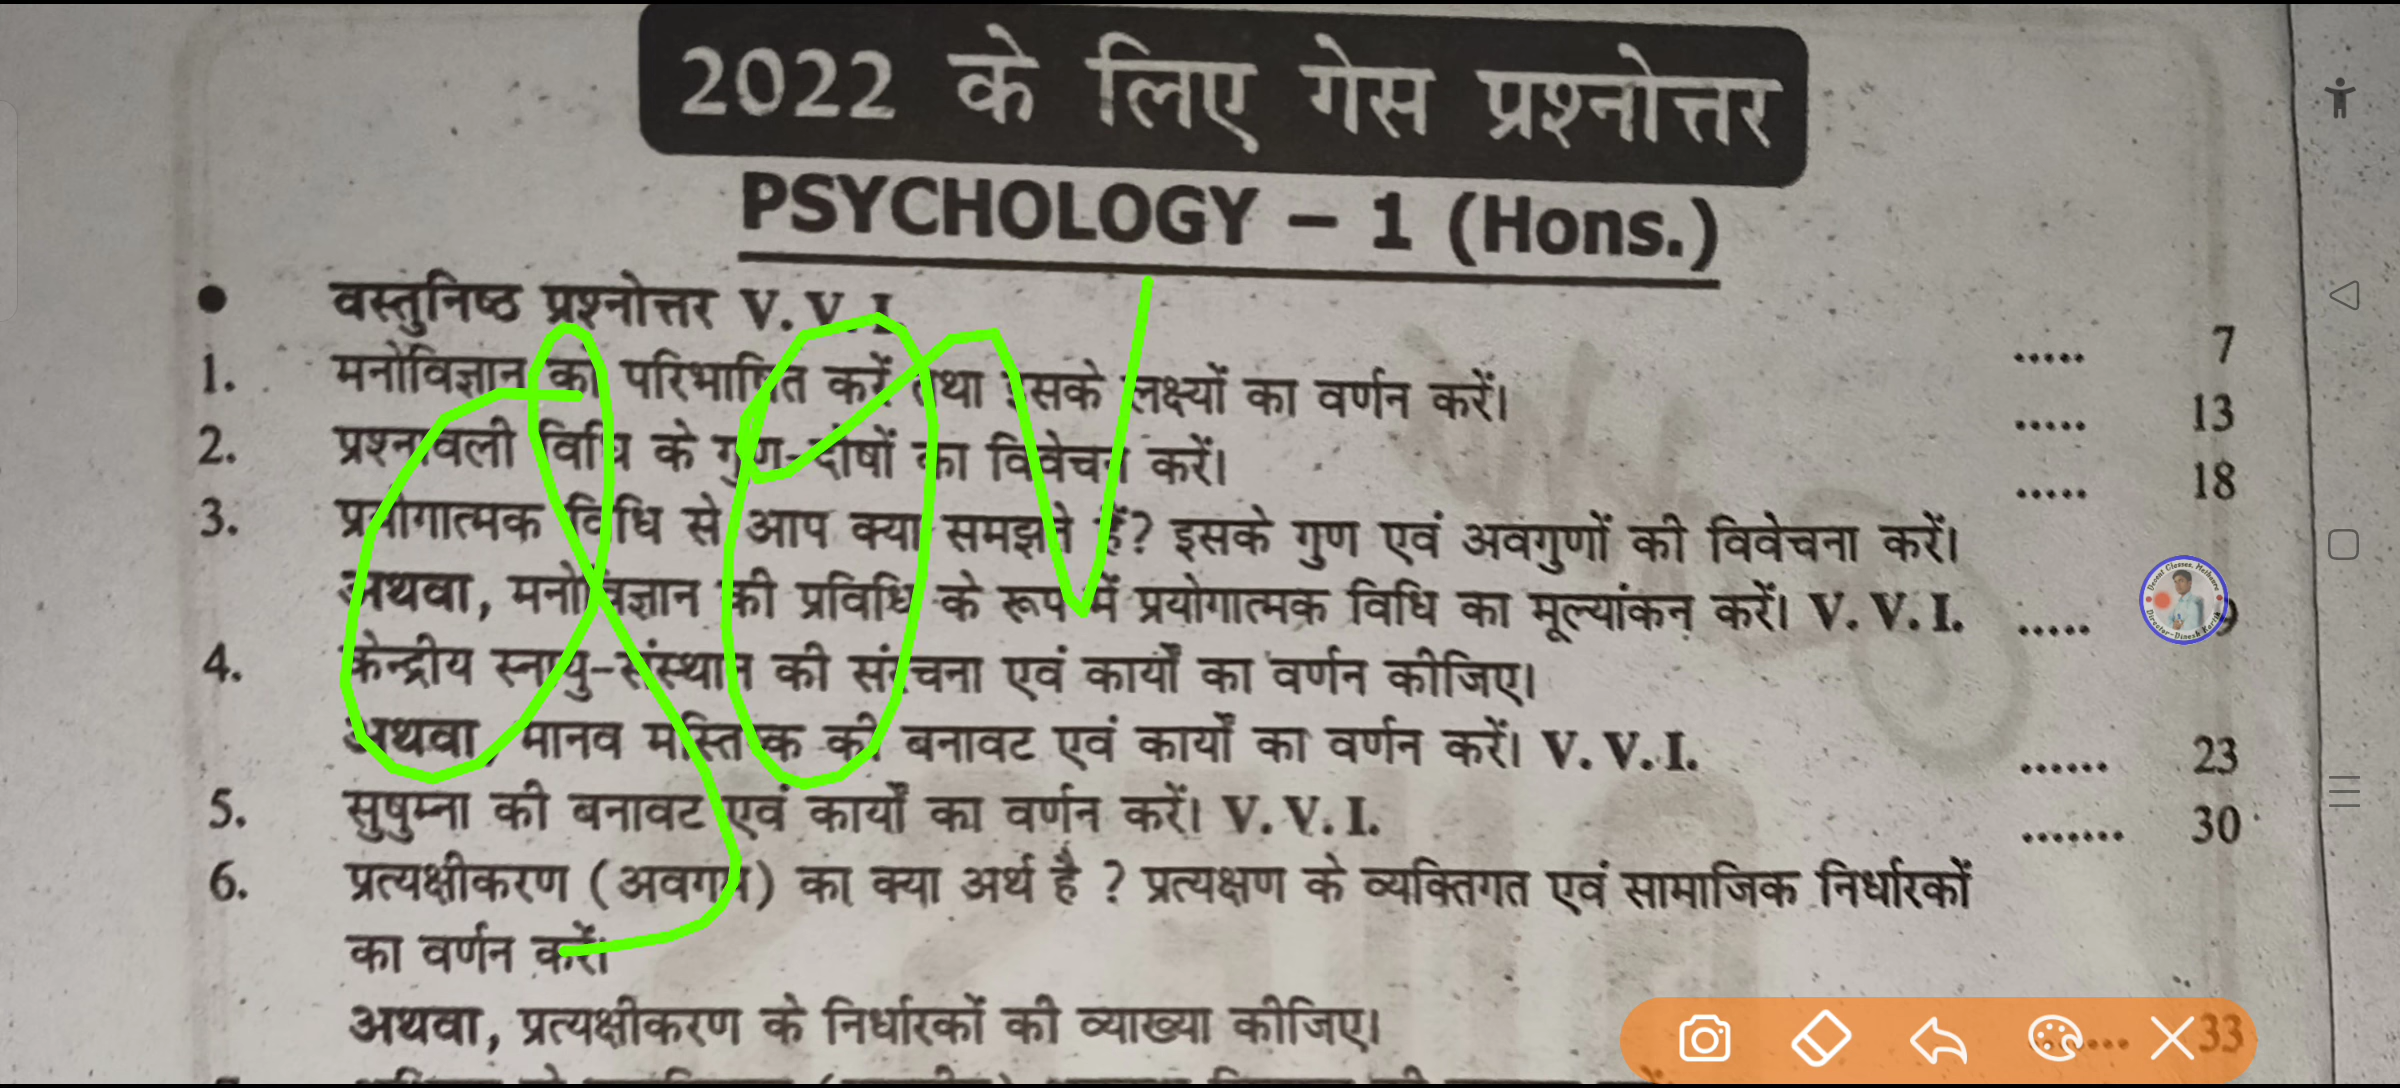 2022 के लिए गेस प्रश्नोत्तर
PSYCHOLOGY – 1 (Hons.)
• वस्तुनिष्ठ प्रश्नोत्तर V. V. I. ..... 7
1. मनोविज्ञान को परिभाषित करें तथा इसके लक्ष्यों का वर्णन करें। ..... 13
2. प्रश्नावली विधि के गुण-दोषों का विवेचन करें। ..... 18
3. प्रयोगात्मक विधि से आप क्या समझते हैं? इसके गुण एवं अवगुणों की विवेचना करें।
अथवा, मनोविज्ञान की प्रविधि के रूप में प्रयोगात्मक विधि का मूल्यांकन करें। V. V. I. .....
4. केन्द्रीय स्नायु-संस्थान की संरचना एवं कार्यों का वर्णन कीजिए।
अथवा, मानव मस्तिष्क की बनावट एवं कार्यों का वर्णन करें। V. V. I. ...... 23
5. सुषुम्ना की बनावट एवं कार्यों का वर्णन करें। V. V. I. ....... 30
6. प्रत्यक्षीकरण (अवगम) का क्या अर्थ है ? प्रत्यक्षण के व्यक्तिगत एवं सामाजिक निर्धारकों
का वर्णन करें।
अथवा, प्रत्यक्षीकरण के निर्धारकों की व्याख्या कीजिए। ...... 33